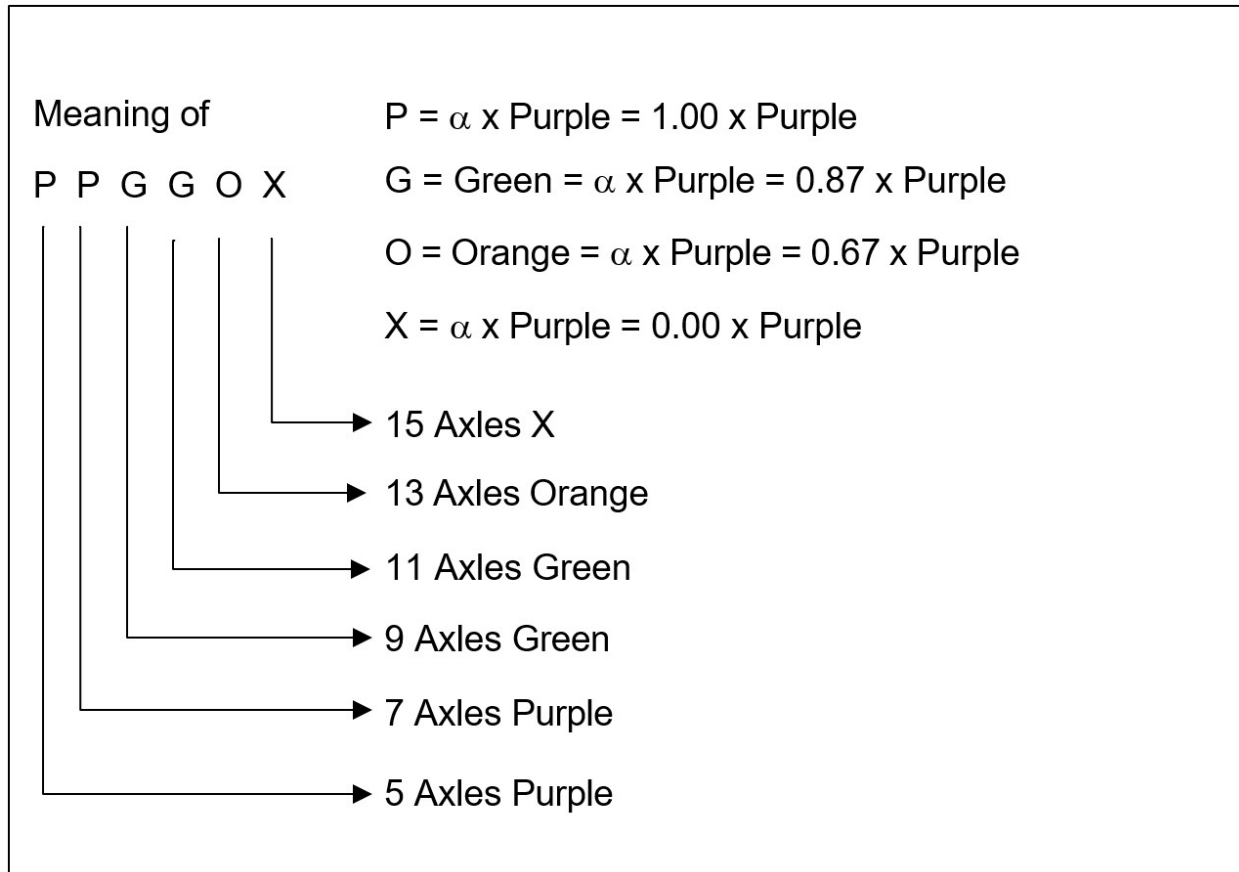 Meaning of
P P G G O X
P = α x Purple = 1.00 x Purple
G = Green = α x Purple = 0.87 x Purple
O = Orange = α x Purple = 0.67 x Purple
X = α x Purple = 0.00 x Purple
15 Axles X
13 Axles Orange
11 Axles Green
9 Axles Green
7 Axles Purple
5 Axles Purple